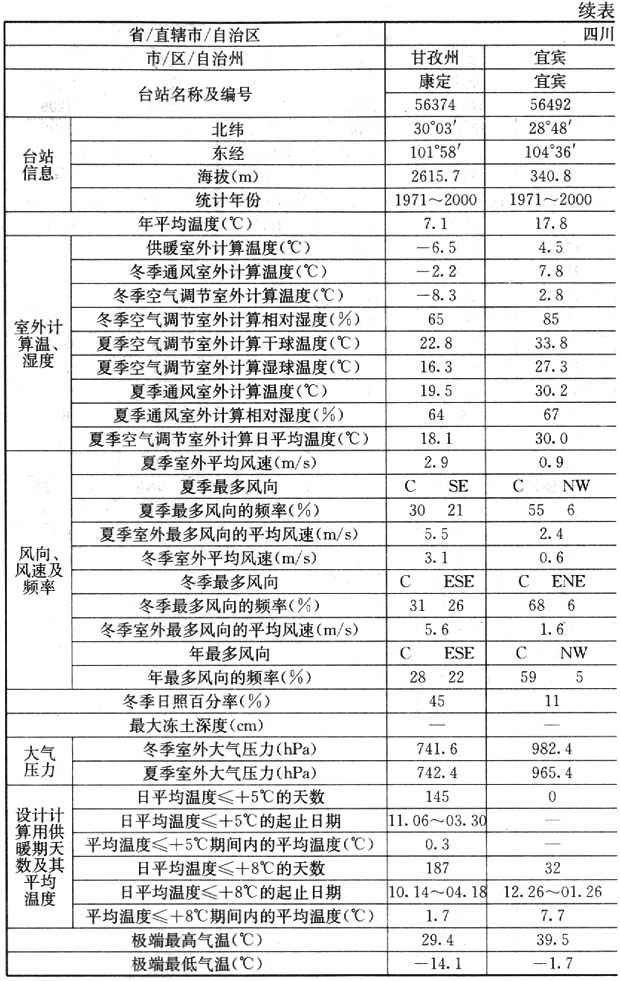 续表
省/直辖市/自治区 四川
市/区/自治州 甘孜州 宜宾
台站名称及编号 康定 宜宾
56374 56492
台站信息 北纬 30°03′ 28°48′
东经 101°58′ 104°36′
海拔(m) 2615.7 340.8
统计年份 1971～2000 1971～2000
年平均温度(℃) 7.1 17.8
室外计算温、湿度 供暖室外计算温度(℃) −6.5 4.5
冬季通风室外计算温度(℃) −2.2 7.8
冬季空气调节室外计算温度(℃) −8.3 2.8
冬季空气调节室外计算相对湿度(%) 65 85
夏季空气调节室外计算干球温度(℃) 22.8 33.8
夏季空气调节室外计算湿球温度(℃) 16.3 27.3
夏季通风室外计算温度(℃) 19.5 30.2
夏季通风室外计算相对湿度(%) 64 67
夏季空气调节室外计算日平均温度(℃) 18.1 30.0
风向、风速及频率 夏季室外平均风速(m/s) 2.9 0.9
夏季最多风向 C SE C NW
夏季最多风向的频率(%) 30 21 55 6
夏季室外最多风向的平均风速(m/s) 5.5 2.4
冬季室外平均风速(m/s) 3.1 0.6
冬季最多风向 C ESE C ENE
冬季最多风向的频率(%) 31 26 68 6
冬季室外最多风向的平均风速(m/s) 5.6 1.6
年最多风向 C ESE C NW
年最多风向的频率(%) 28 22 59 5
冬季日照百分率(%) 45 11
最大冻土深度(cm) — —
大气压力 冬季室外大气压力(hPa) 741.6 982.4
夏季室外大气压力(hPa) 742.4 965.4
设计计算用供暖期天数及其平均温度 日平均温度≤+5℃的天数 145 0
日平均温度≤+5℃的起止日期 11.06～03.30 —
平均温度≤+5℃期间内的平均温度(℃) 0.3 —
日平均温度≤+8℃的天数 187 32
日平均温度≤+8℃的起止日期 10.14～04.18 12.26～01.26
平均温度≤+8℃期间内的平均温度(℃) 1.7 7.7
极端最高气温(℃) 29.4 39.5
极端最低气温(℃) −14.1 −1.7